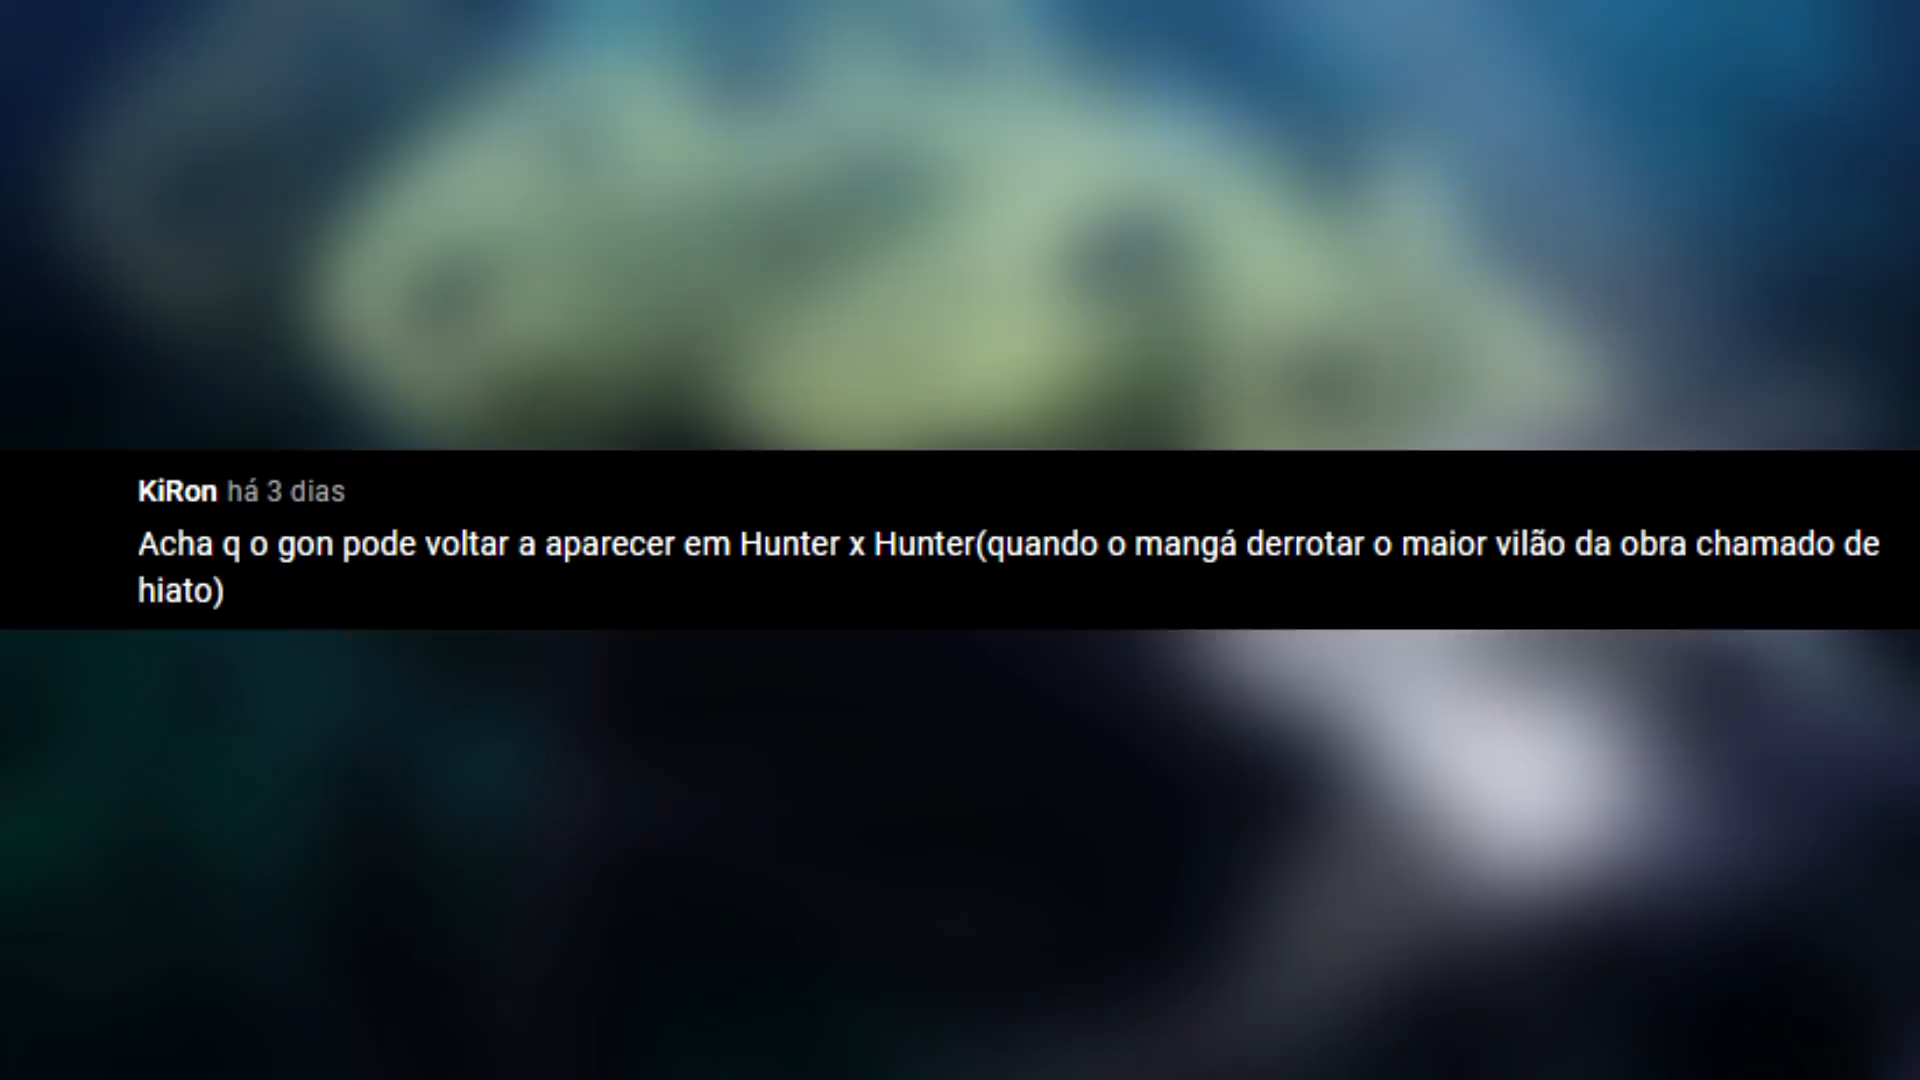 KiRon há 3 dias
Acha q o gon pode voltar a aparecer em Hunter x Hunter(quando o mangá derrotar o maior vilão da obra chamado de
hiato)